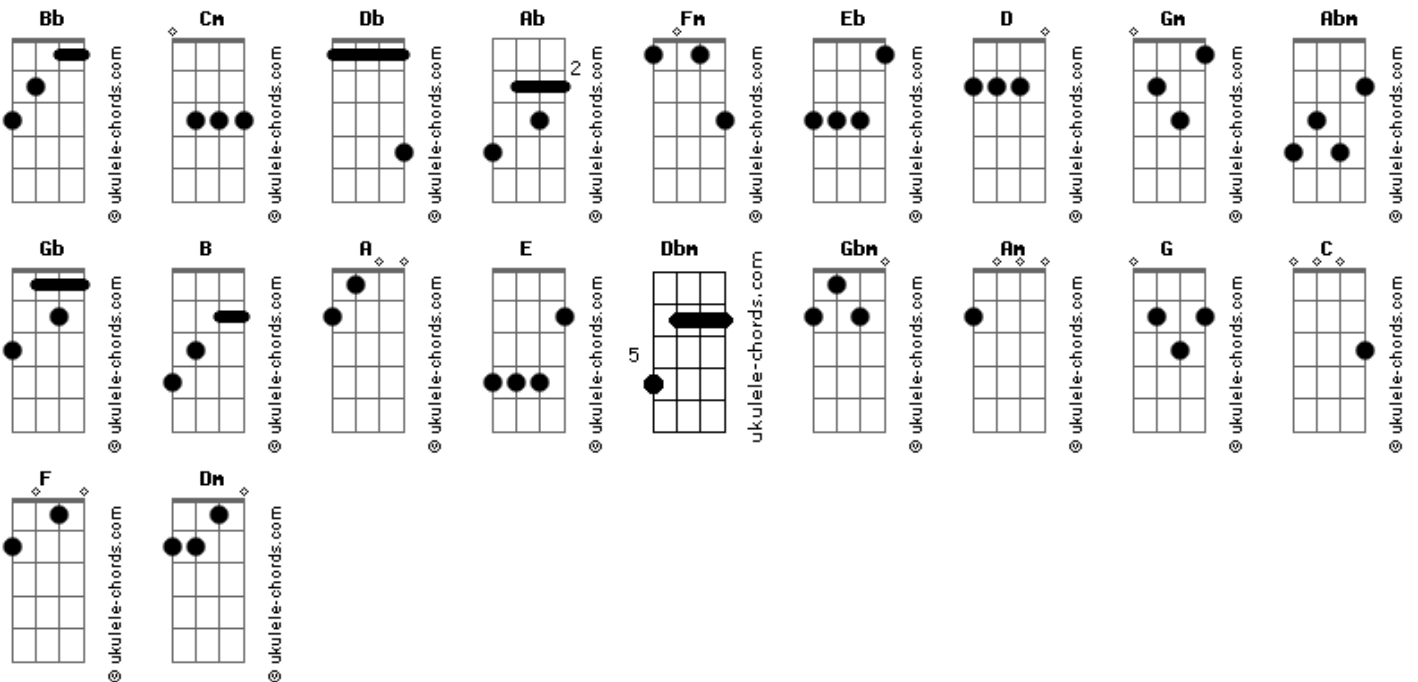 Bb Cm Db Ab Fm Eb D Gm Abm
2
© ukulele-chords.com © ukulele-chords.com © ukulele-chords.com © ukulele-chords.com © ukulele-chords.com © ukulele-chords.com © ukulele-chords.com © ukulele-chords.com © ukulele-chords.com
Gb B A E Dbm Gbm Am G C
5
© ukulele-chords.com © ukulele-chords.com © ukulele-chords.com © ukulele-chords.com ukulele-chords.com © ukulele-chords.com © ukulele-chords.com © ukulele-chords.com © ukulele-chords.com
F Dm
© ukulele-chords.com © ukulele-chords.com